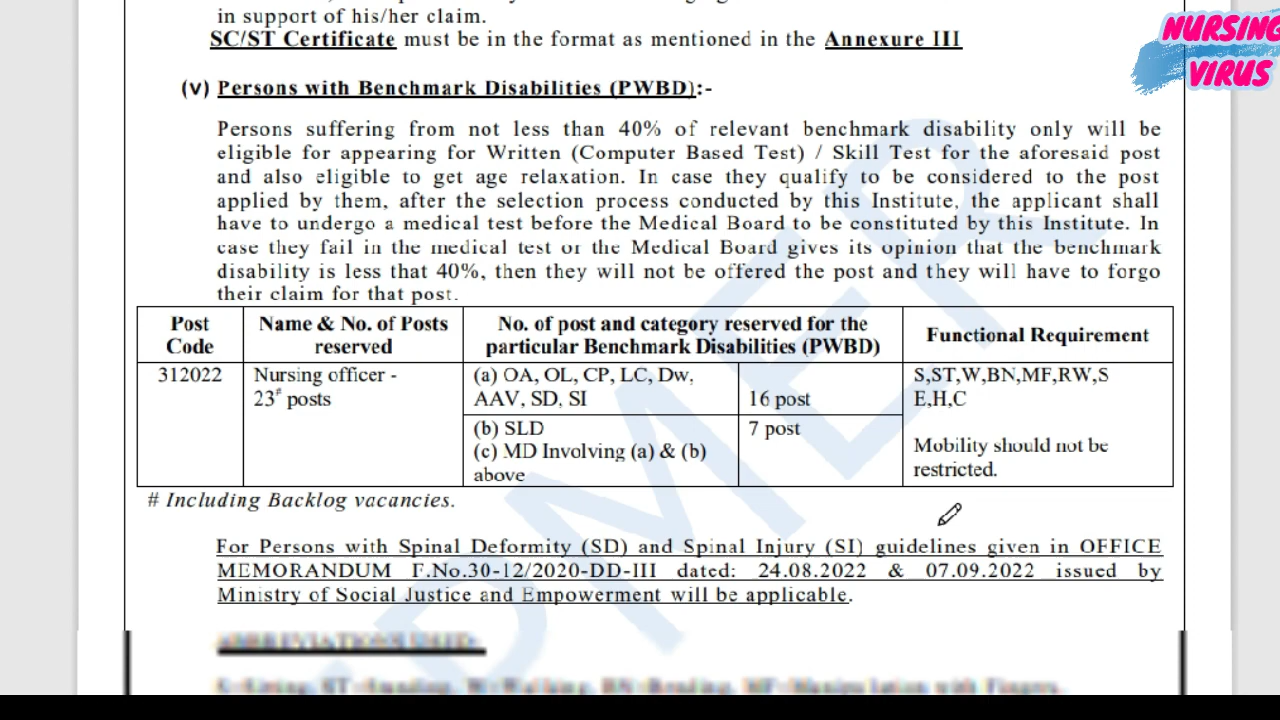 in support of his/her claim.
SC/ST Certificate must be in the format as mentioned in the Annexure III
NURSING
VIRUS
(v) Persons with Benchmark Disabilities (PWBD):-
Persons suffering from not less than 40% of relevant benchmark disability only will be
eligible for appearing for Written (Computer Based Test) / Skill Test for the aforesaid post
and also eligible to get age relaxation. In case they qualify to be considered to the post
applied by them, after the selection process conducted by this Institute, the applicant shall
have to undergo a medical test before the Medical Board to be constituted by this Institute. In
case they fail in the medical test or the Medical Board gives its opinion that the benchmark
disability is less that 40%, then they will not be offered the post and they will have to forgo
their claim for that post.
Post Code
Name & No. of Posts reserved
No. of post and category reserved for the particular Benchmark Disabilities (PWBD)
Functional Requirement
312022
Nursing officer -
23# posts
(a) OA, OL, CP, LC, Dw,
AAV, SD, SI
16 post
S,ST,W,BN,MF,RW,S
E,H,C
(b) SLD
(c) MD Involving (a) & (b)
above
7 post
Mobility should not be
restricted.
# Including Backlog vacancies.
For Persons with Spinal Deformity (SD) and Spinal Injury (SI) guidelines given in OFFICE
MEMORANDUM F.No.30-12/2020-DD-III dated: 24.08.2022 & 07.09.2022 issued by
Ministry of Social Justice and Empowerment will be applicable.